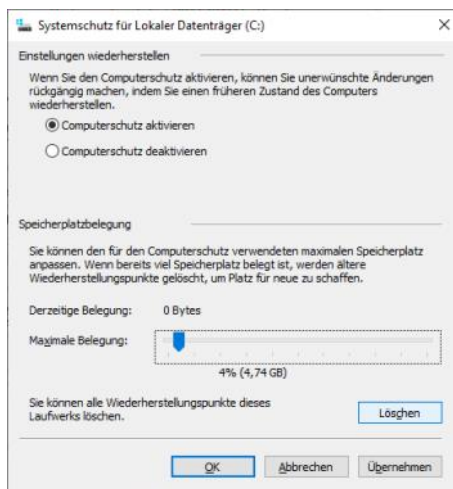 Systemschutz für Lokaler Datenträger (C:)
Einstellungen wiederherstellen
Wenn Sie den Computerschutz aktivieren, können Sie unerwünschte Änderungen
rückgängig machen, indem Sie einen früheren Zustand des Computers
wiederherstellen.
Computerschutz aktivieren
Computerschutz deaktivieren
Speicherplatzbelegung
Sie können den für den Computerschutz verwendeten maximalen Speicherplatz
anpassen. Wenn bereits viel Speicherplatz belegt ist, werden ältere
Wiederherstellungspunkte gelöscht, um Platz für neue zu schaffen.
Derzeitige Belegung: 0 Bytes
Maximale Belegung:
4% (4,74 GB)
Sie können alle Wiederherstellungspunkte dieses
Laufwerks löschen.
Löschen
OK Abbrechen Übernehmen